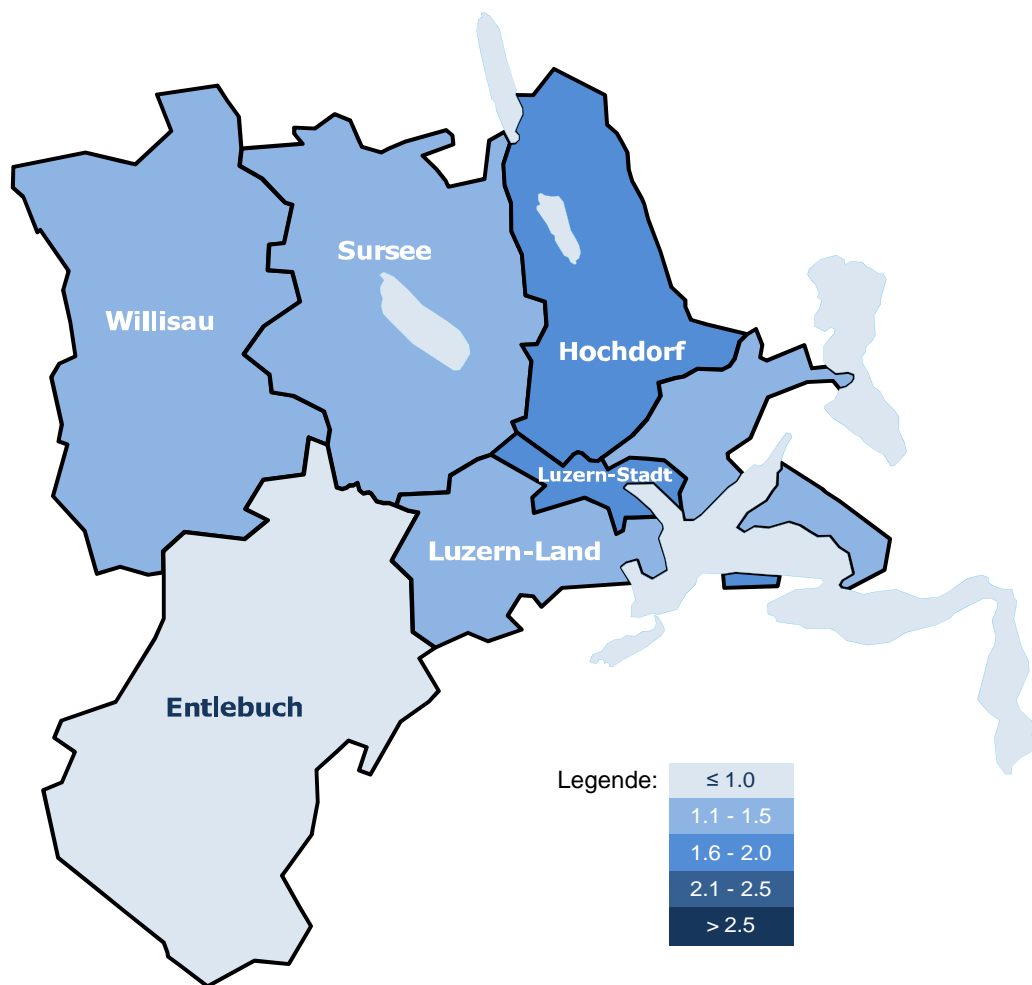 Sursee
Willisau
Hochdorf
Luzern-Stadt
Luzern-Land
Entlebuch
Legende:
≤ 1.0
1.1 - 1.5
1.6 - 2.0
2.1 - 2.5
> 2.5